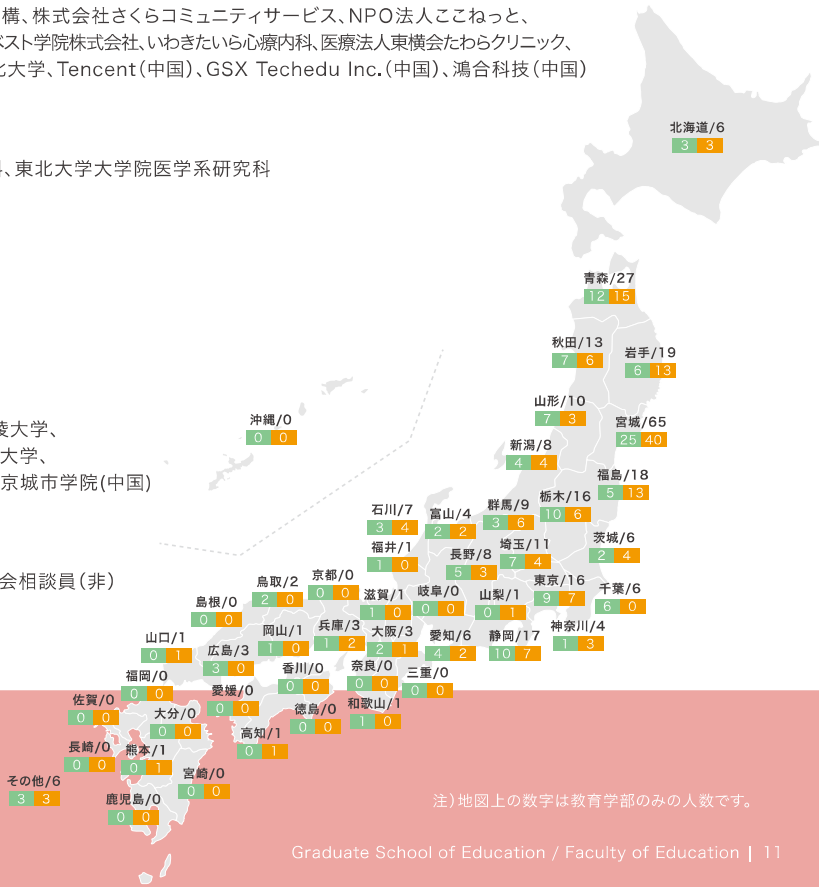 構、株式会社さくらコミュニティサービス、NPO法人ここねっと、
ベスト学院株式会社、いわきたいら心療内科、医療法人東横会たわらクリニック、
大学、Tencent(中国)、GSX Techedu Inc.(中国)、鴻合科技(中国)
、東北大学大学院医学系研究科
北海道/6
3 3
青森/27
12 15
秋田/13
7 6
岩手/19
6 13
山形/10
7 3
宮城/65
25 40
沖縄/0
0 0
大学、
大学、
京城市学院(中国)
新潟/8
4 4
福島/18
5 13
栃木/16
10 6
群馬/9
3 6
石川/7
3 4
富山/4
2 2
茨城/6
2 4
埼玉/11
7 4
福井/1
1 0
長野/8
5 3
会相談員(非)
東京/16
9 7
千葉/6
6 0
鳥取/2
2 0
京都/0
0 0
滋賀/1
1 0
岐阜/0
0 0
山梨/1
0 1
島根/0
0 0
神奈川/4
1 3
山口/1
0 1
岡山/1
1 0
兵庫/3
1 2
大阪/3
2 1
愛知/6
4 2
静岡/17
10 7
広島/3
3 0
香川/0
0 0
奈良/0
0 0
三重/0
0 0
福岡/0
0 0
愛媛/0
0 0
佐賀/0
0 0
大分/0
0 0
徳島/0
0 0
和歌山/1
1 0
高知/1
0 1
長崎/0
0 0
熊本/1
0 1
宮崎/0
0 0
その他/6
3 3
鹿児島/0
0 0
注)地図上の数字は教育学部のみの人数です。
Graduate School of Education / Faculty of Education | 11